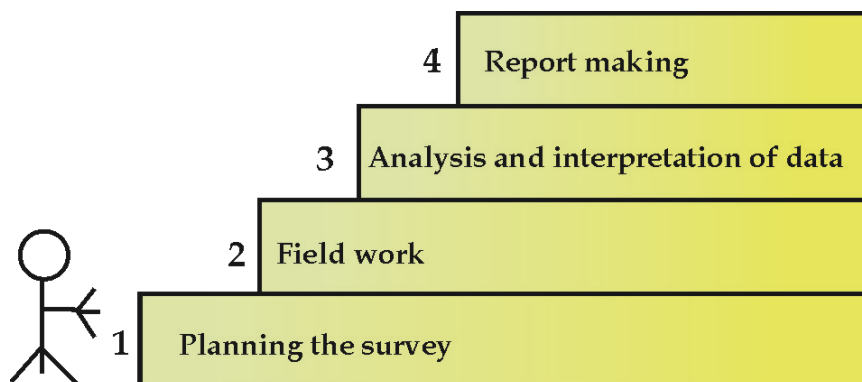 4 Report making
3 Analysis and interpretation of data
2 Field work
1 Planning the survey